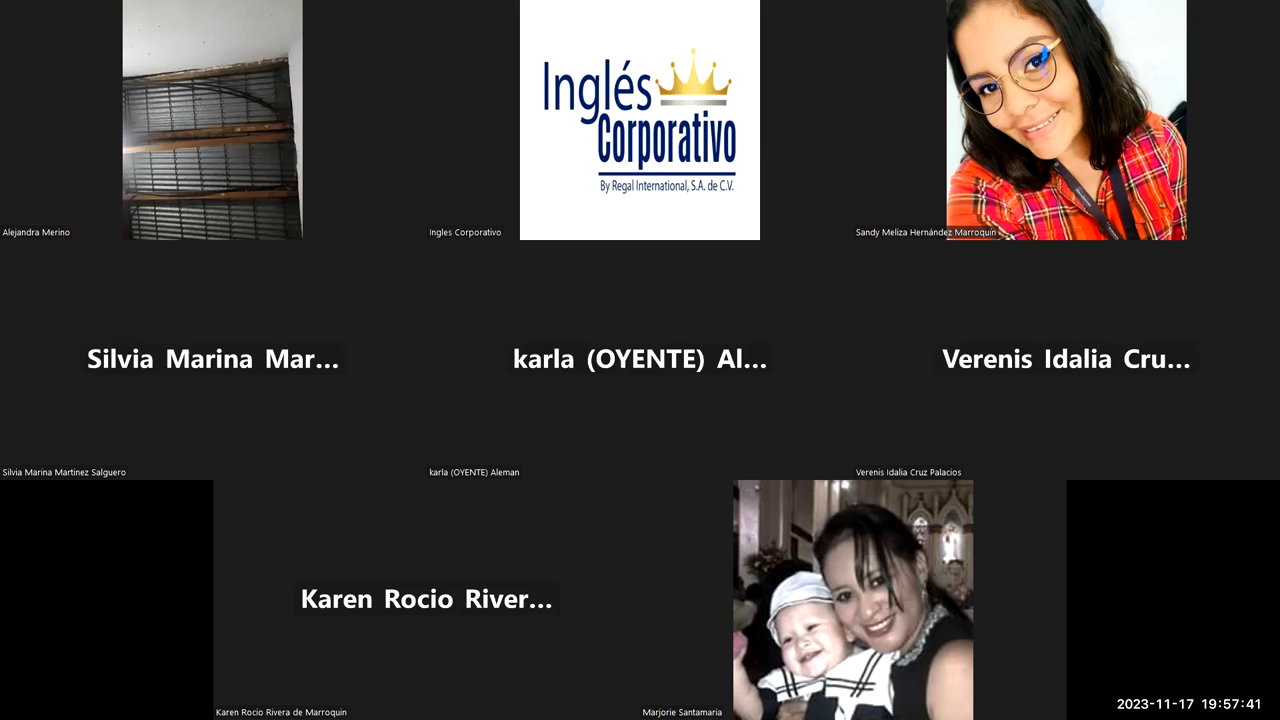 Inglés
Corporativo
By Regal International, S.A. de C.V.
Alejandra Merino
Ingles Corporativo
Sandy Meliza Hernández Marroquín
Silvia Marina Mar...
karla (OYENTE) Al...
Verenis Idalia Cru...
Silvia Marina Martinez Salguero
karla (OYENTE) Aleman
Verenis Idalia Cruz Palacios
Karen Rocio River...
Karen Rocio Rivera de Marroquin
Marjorie Santamaria
2023-11-17 19:57:41